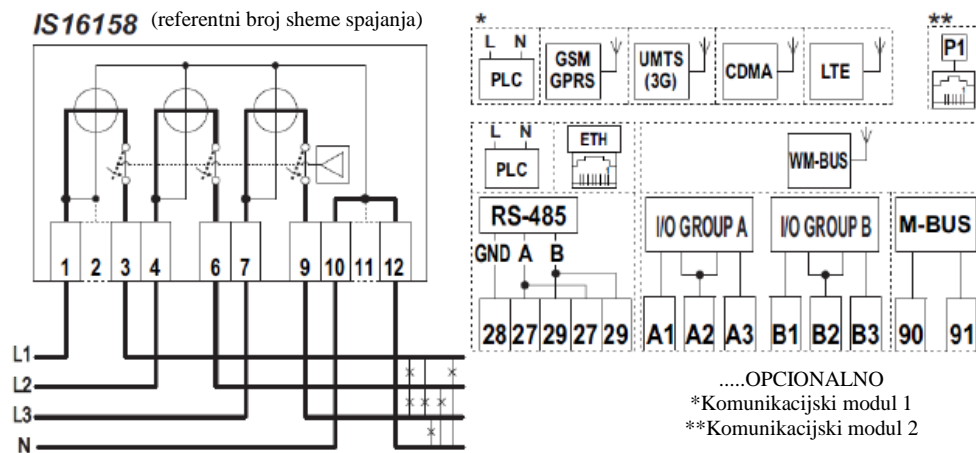 IS16158 (referentni broj sheme spajanja)
1 2 3 4 6 7 9 10 11 12
L1
L2
L3
N
* **
L N
PLC
GSM
GPRS
UMTS
(3G)
CDMA
LTE
P1
L N
PLC
ETH
WM-BUS
RS-485
GND A B
I/O GROUP A
I/O GROUP B
M-BUS
28 27 29 27 29 A1 A2 A3 B1 B2 B3 90 91
.....OPCIONALNO
*Komunikacijski modul 1
**Komunikacijski modul 2